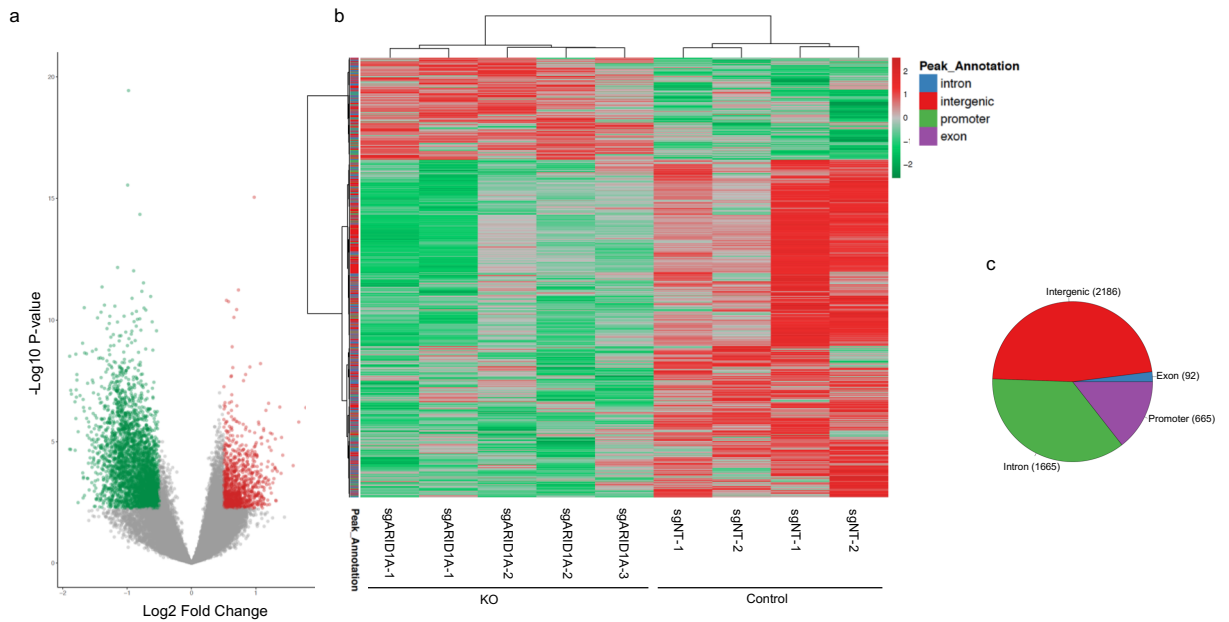 a
20
15
10
5
0
-Log10 P-value
-2
-1
0
1
Log2 Fold Change
b
2
1
0
-1
-2
Peak_Annotation
intron
intergenic
promoter
exon
Peak_Annotation
sgARID1A-1
sgARID1A-1
sgARID1A-2
sgARID1A-2
sgARID1A-3
sgNT-1
sgNT-2
sgNT-1
sgNT-2
KO
Control
c
Intergenic (2186)
Exon (92)
Promoter (665)
Intron (1665)